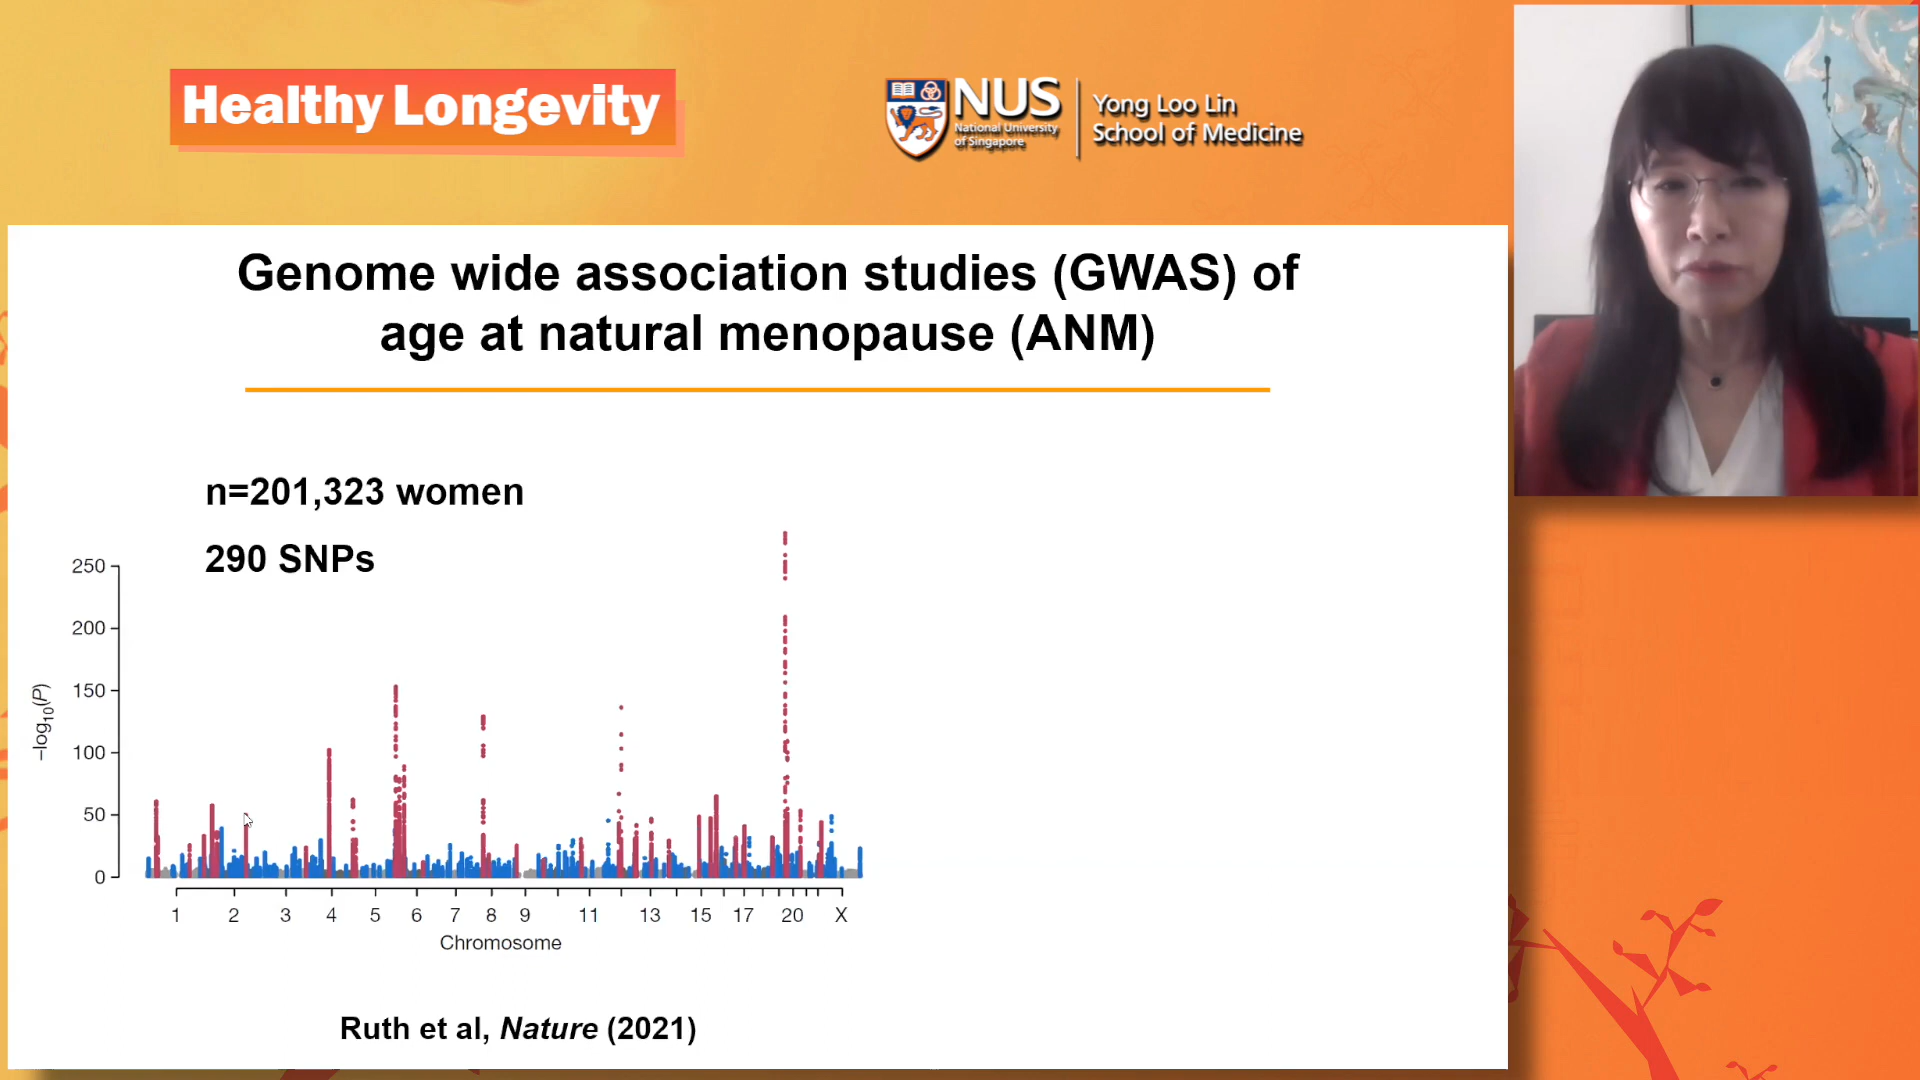 Healthy Longevity
NUS
National University
of Singapore
Yong Loo Lin
School of Medicine
Genome wide association studies (GWAS) of
age at natural menopause (ANM)
n=201,323 women
290 SNPs
250
200
150
100
50
0
−log10(P)
1 2 3 4 5 6 7 8 9 11 13 15 17 20 X
Chromosome
Ruth et al, Nature (2021)